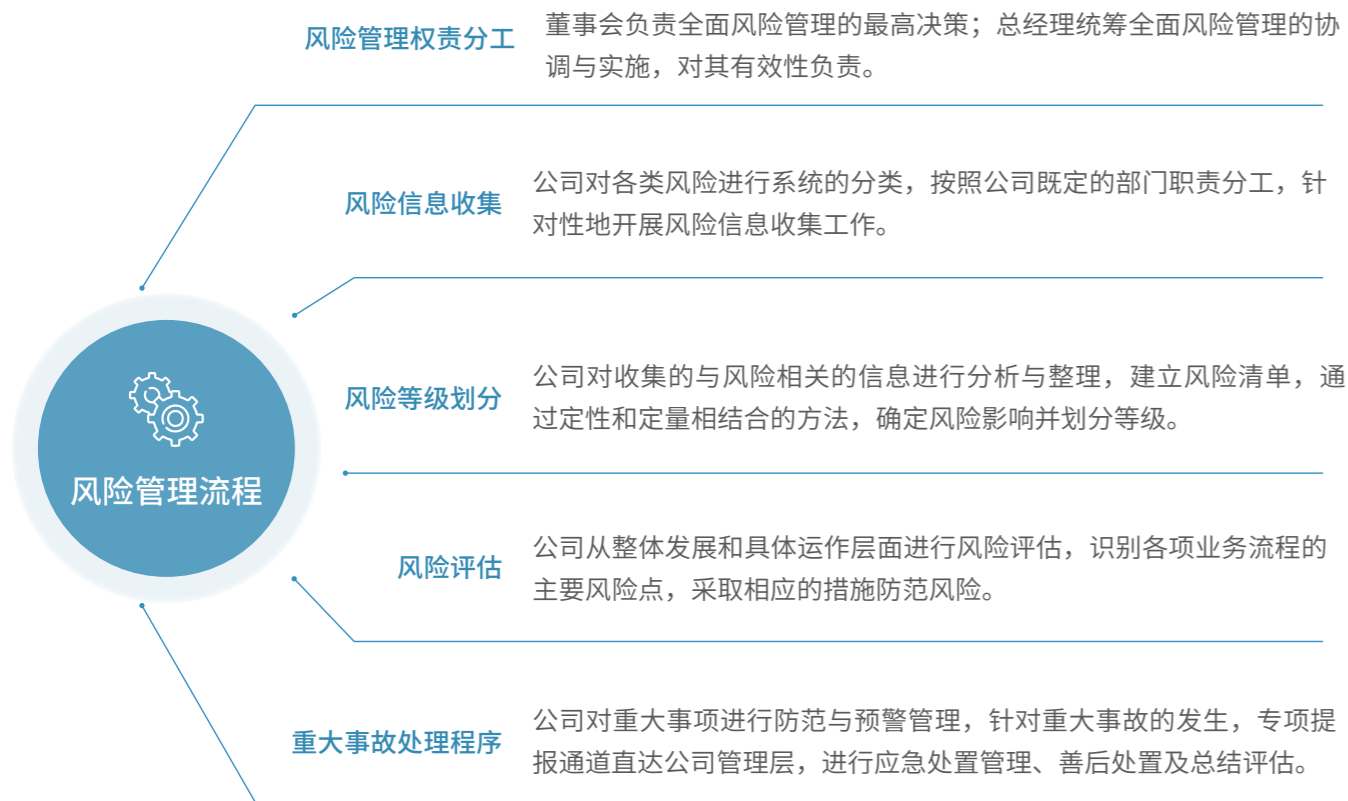 风险管理权责分工
董事会负责全面风险管理的最高决策；总经理统筹全面风险管理的协
调与实施，对其有效性负责。
风险信息收集
公司对各类风险进行系统的分类，按照公司既定的部门职责分工，针
对性地开展风险信息收集工作。
风险等级划分
公司对收集的与风险相关的信息进行分析与整理，建立风险清单，通
过定性和定量相结合的方法，确定风险影响并划分等级。
风险管理流程
风险评估
公司从整体发展和具体运作层面进行风险评估，识别各项业务流程的
主要风险点，采取相应的措施防范风险。
重大事故处理程序
公司对重大事项进行防范与预警管理，针对重大事故的发生，专项提
报通道直达公司管理层，进行应急处置管理、善后处置及总结评估。